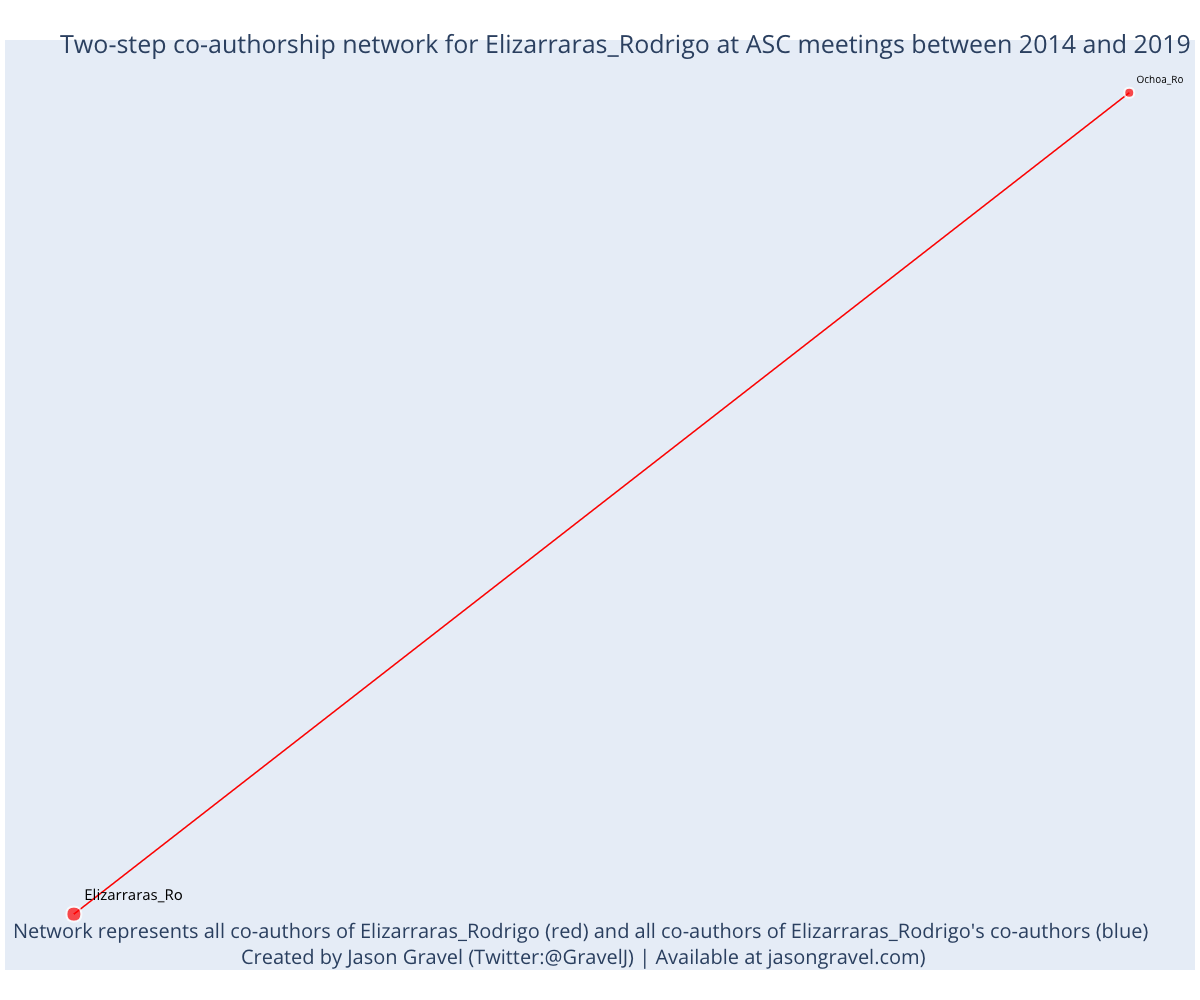 Two-step co-authorship network for Elizarraras_Rodrigo at ASC meetings between 2014 and 2019
Ochoa_Ro
Elizarraras_Ro
Network represents all co-authors of Elizarraras_Rodrigo (red) and all co-authors of Elizarraras_Rodrigo's co-authors (blue)
Created by Jason Gravel (Twitter:@GravelJ) | Available at jasongravel.com)